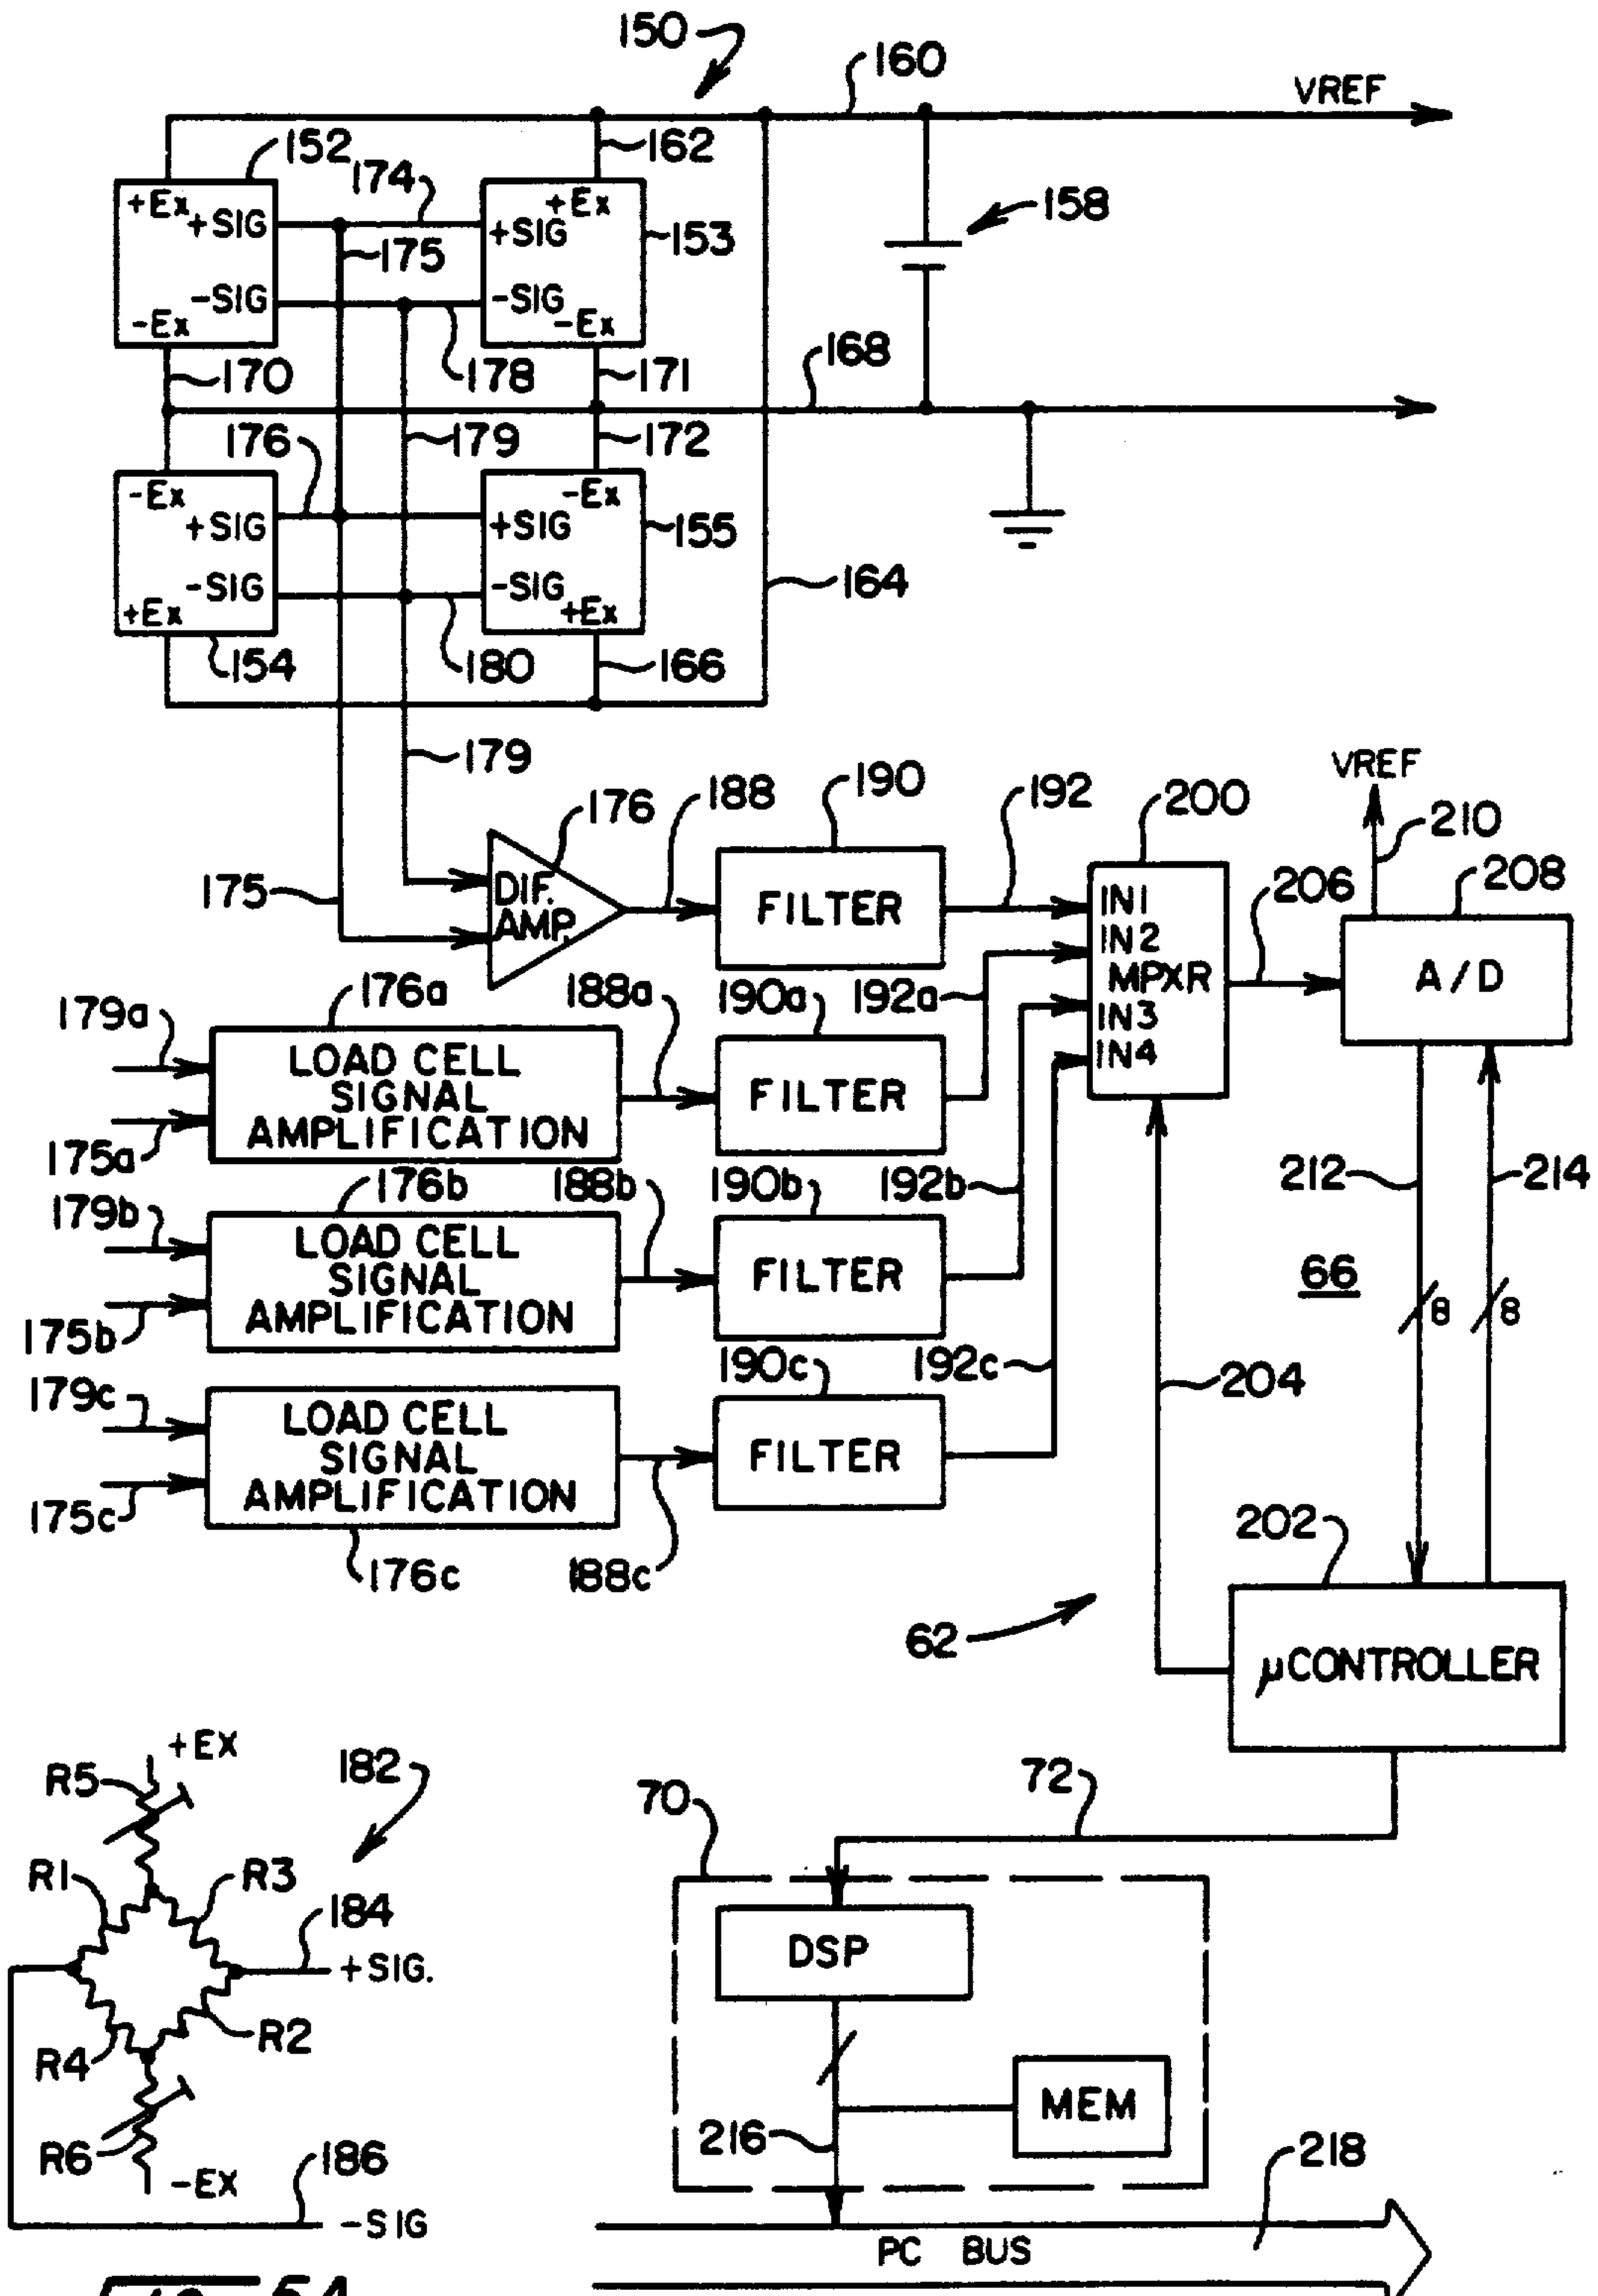 150
160
VREF
152
174
162
+Ex
+SIG
175
-SIG
-Ex
+Ex
+SIG
153
-SIG
-Ex
158
170
178
171
168
176
179
172
-Ex
+SIG
-SIG
+Ex
-Ex
+SIG
155
-SIG
+Ex
164
154
180
166
179
VREF
176
188
190
192
200
210
175
DIF.
AMP.
FILTER
IN1
IN2
MPXR
IN3
IN4
206
208
A/D
179a
176a
188a
190a
192a
LOAD CELL
SIGNAL
AMPLIFICATION
FILTER
175a
212
214
179b
176b
188b
190b
192b
LOAD CELL
SIGNAL
AMPLIFICATION
FILTER
66
8
8
175b
190c
192c
204
179c
LOAD CELL
SIGNAL
AMPLIFICATION
FILTER
175c
176c
188c
202
62
µCONTROLLER
+EX
R5
182
70
72
R1
R3
184
DSP
+SIG.
R4
R2
MEM
R6
216
218
-EX
186
-SIG
PC BUS